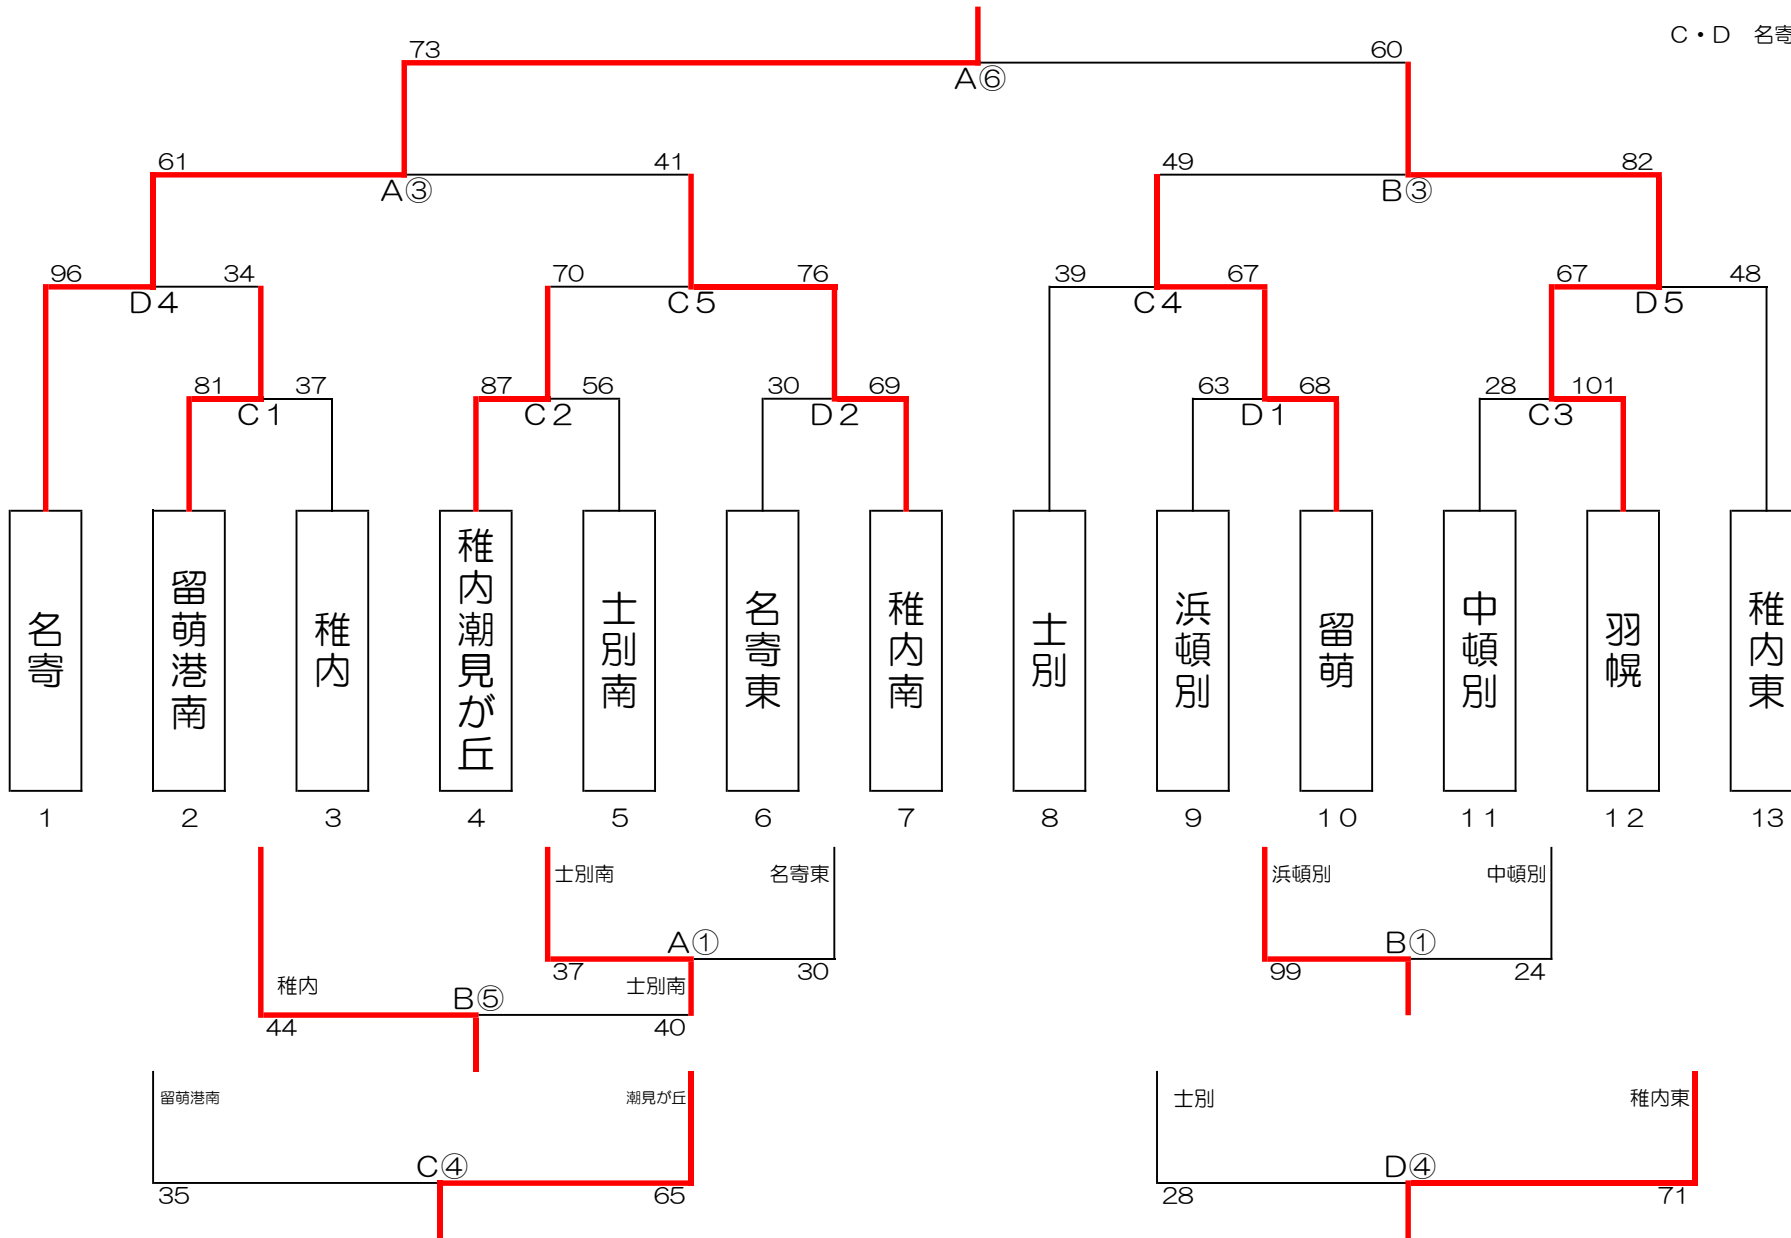 C・D 名寄
73 60
A⑥
61 41 49 82
A③ B③
96 34 70 76 39 67 67 48
D4 C5 C4 D5
81 37 87 56 30 69 63 68 28 101
C1 C2 D2 D1 C3
名寄
留萌港南
稚内
稚内潮見が丘
士別南
名寄東
稚内南
士別
浜頓別
留萌
中頓別
羽幌
稚内東
1 2 3 4 5 6 7 8 9 10 11 12 13
士別南 名寄東 浜頓別 中頓別
A① B①
37 30 99 24
稚内 士別南
B⑤
44 40
留萌港南 潮見が丘 士別 稚内東
C④ D④
35 65 28 71